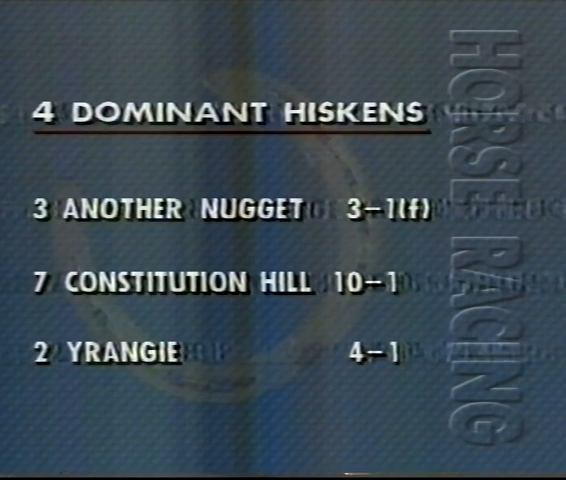 4 DOMINANT HISKENS
3 ANOTHER NUGGET 3-1(f)
7 CONSTITUTION HILL 10-1
2 YRANGIE 4-1
HORSE RACING